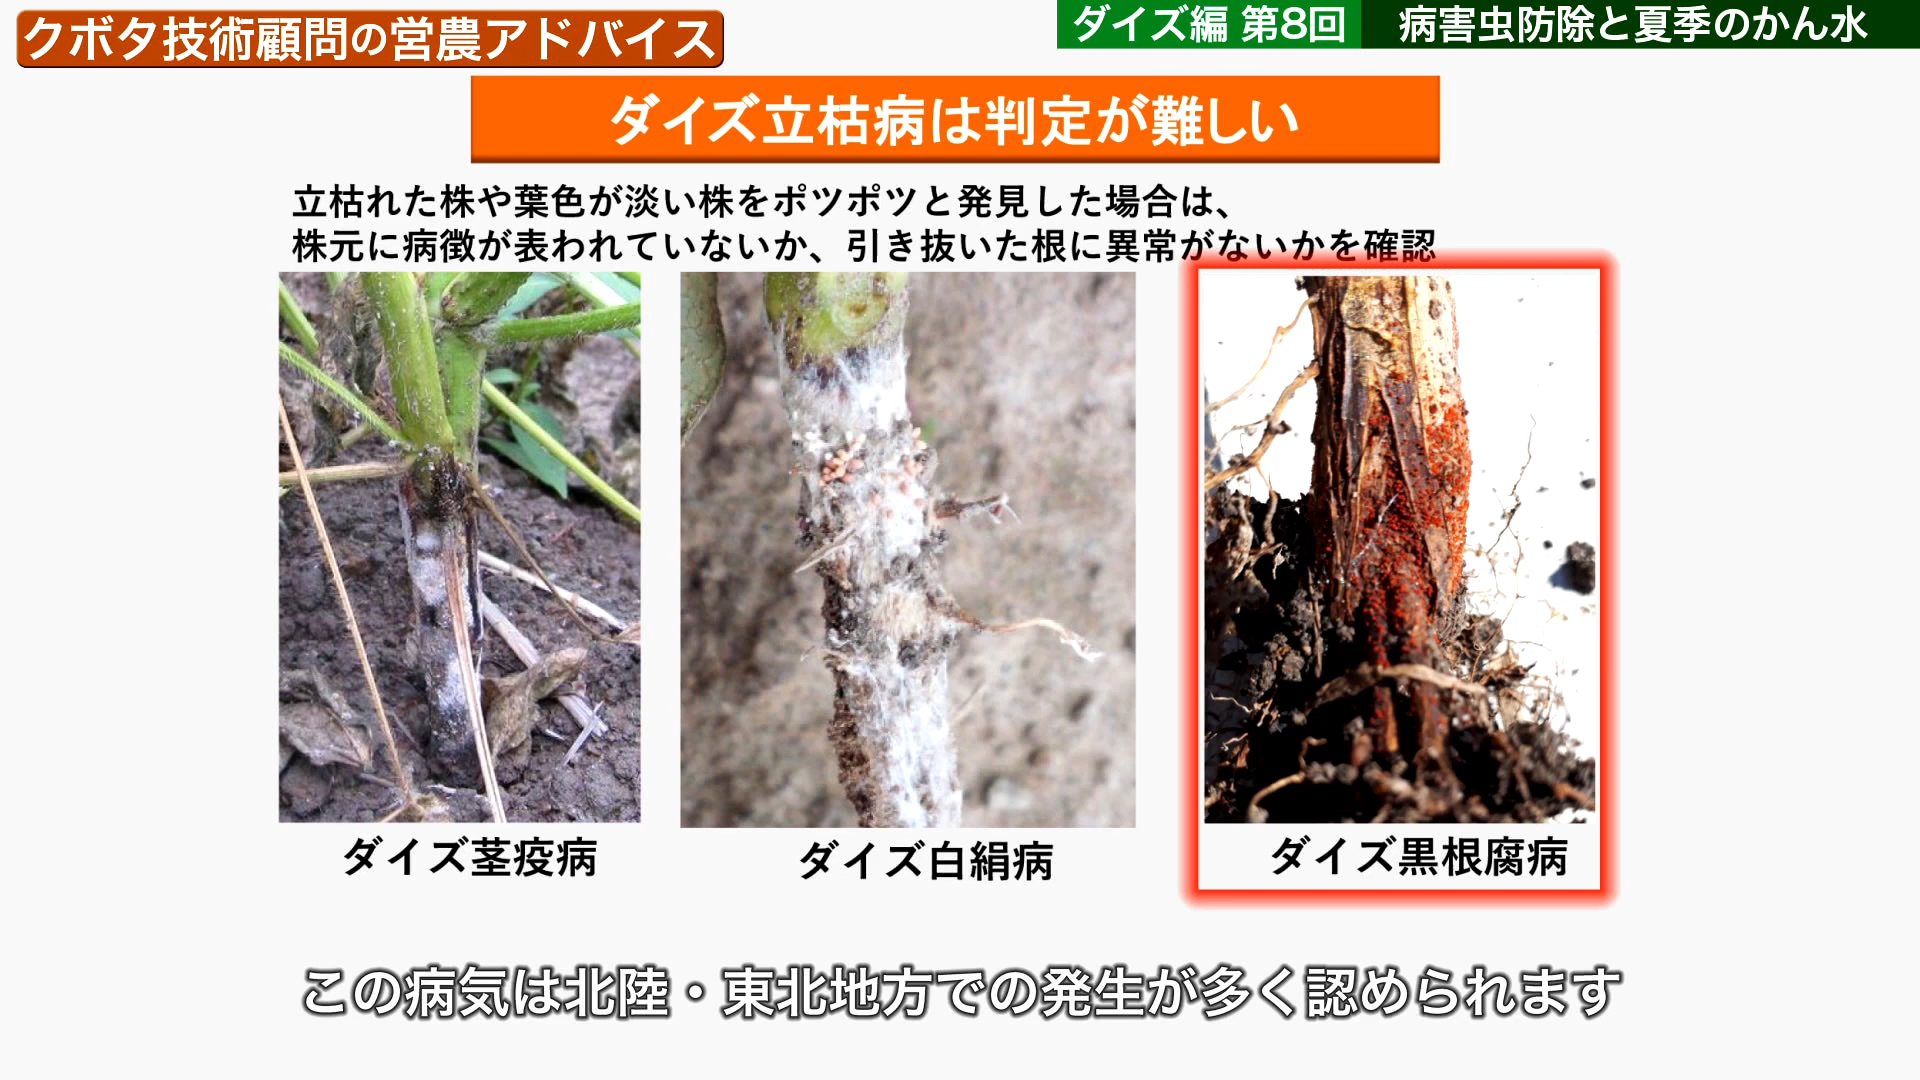 クボタ技術顧問の営農アドバイス
ダイズ編 第8回 病害虫防除と夏季のかん水
ダイズ立枯病は判定が難しい
立枯れた株や葉色が淡い株をポツポツと発見した場合は、
株元に病徴が表われていないか、引き抜いた根に異常がないかを確認
ダイズ茎疫病
ダイズ白絹病
ダイズ黒根腐病
この病気は北陸・東北地方での発生が多く認められます